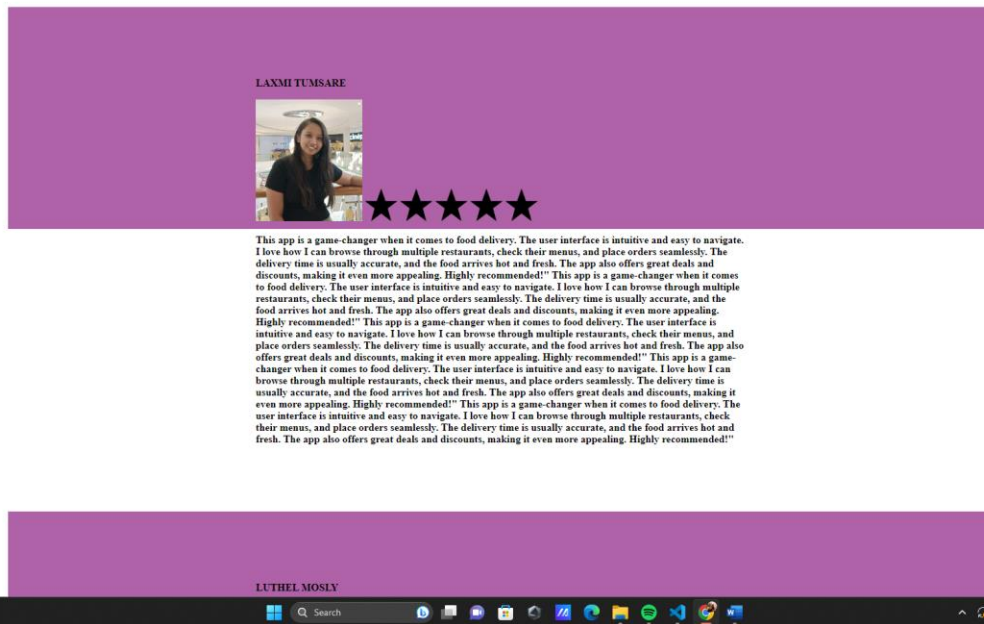 LAXMI TUMSARE
This app is a game-changer when it comes to food delivery. The user interface is intuitive and easy to navigate.
I love how I can browse through multiple restaurants, check their menus, and place orders seamlessly. The
delivery time is usually accurate, and the food arrives hot and fresh. The app also offers great deals and
discounts, making it even more appealing. Highly recommended!" This app is a game-changer when it comes
to food delivery. The user interface is intuitive and easy to navigate. I love how I can browse through multiple
restaurants, check their menus, and place orders seamlessly. The delivery time is usually accurate, and the
food arrives hot and fresh. The app also offers great deals and discounts, making it even more appealing.
Highly recommended!" This app is a game-changer when it comes to food delivery. The user interface is
intuitive and easy to navigate. I love how I can browse through multiple restaurants, check their menus, and
place orders seamlessly. The delivery time is usually accurate, and the food arrives hot and fresh. The app also
offers great deals and discounts, making it even more appealing. Highly recommended!" This app is a game-
changer when it comes to food delivery. The user interface is intuitive and easy to navigate. I love how I can
browse through multiple restaurants, check their menus, and place orders seamlessly. The delivery time is
usually accurate, and the food arrives hot and fresh. The app also offers great deals and discounts, making it
even more appealing. Highly recommended!" This app is a game-changer when it comes to food delivery. The
user interface is intuitive and easy to navigate. I love how I can browse through multiple restaurants, check
their menus, and place orders seamlessly. The delivery time is usually accurate, and the food arrives hot and
fresh. The app also offers great deals and discounts, making it even more appealing. Highly recommended!"
LUTHEL MOSLY
Search